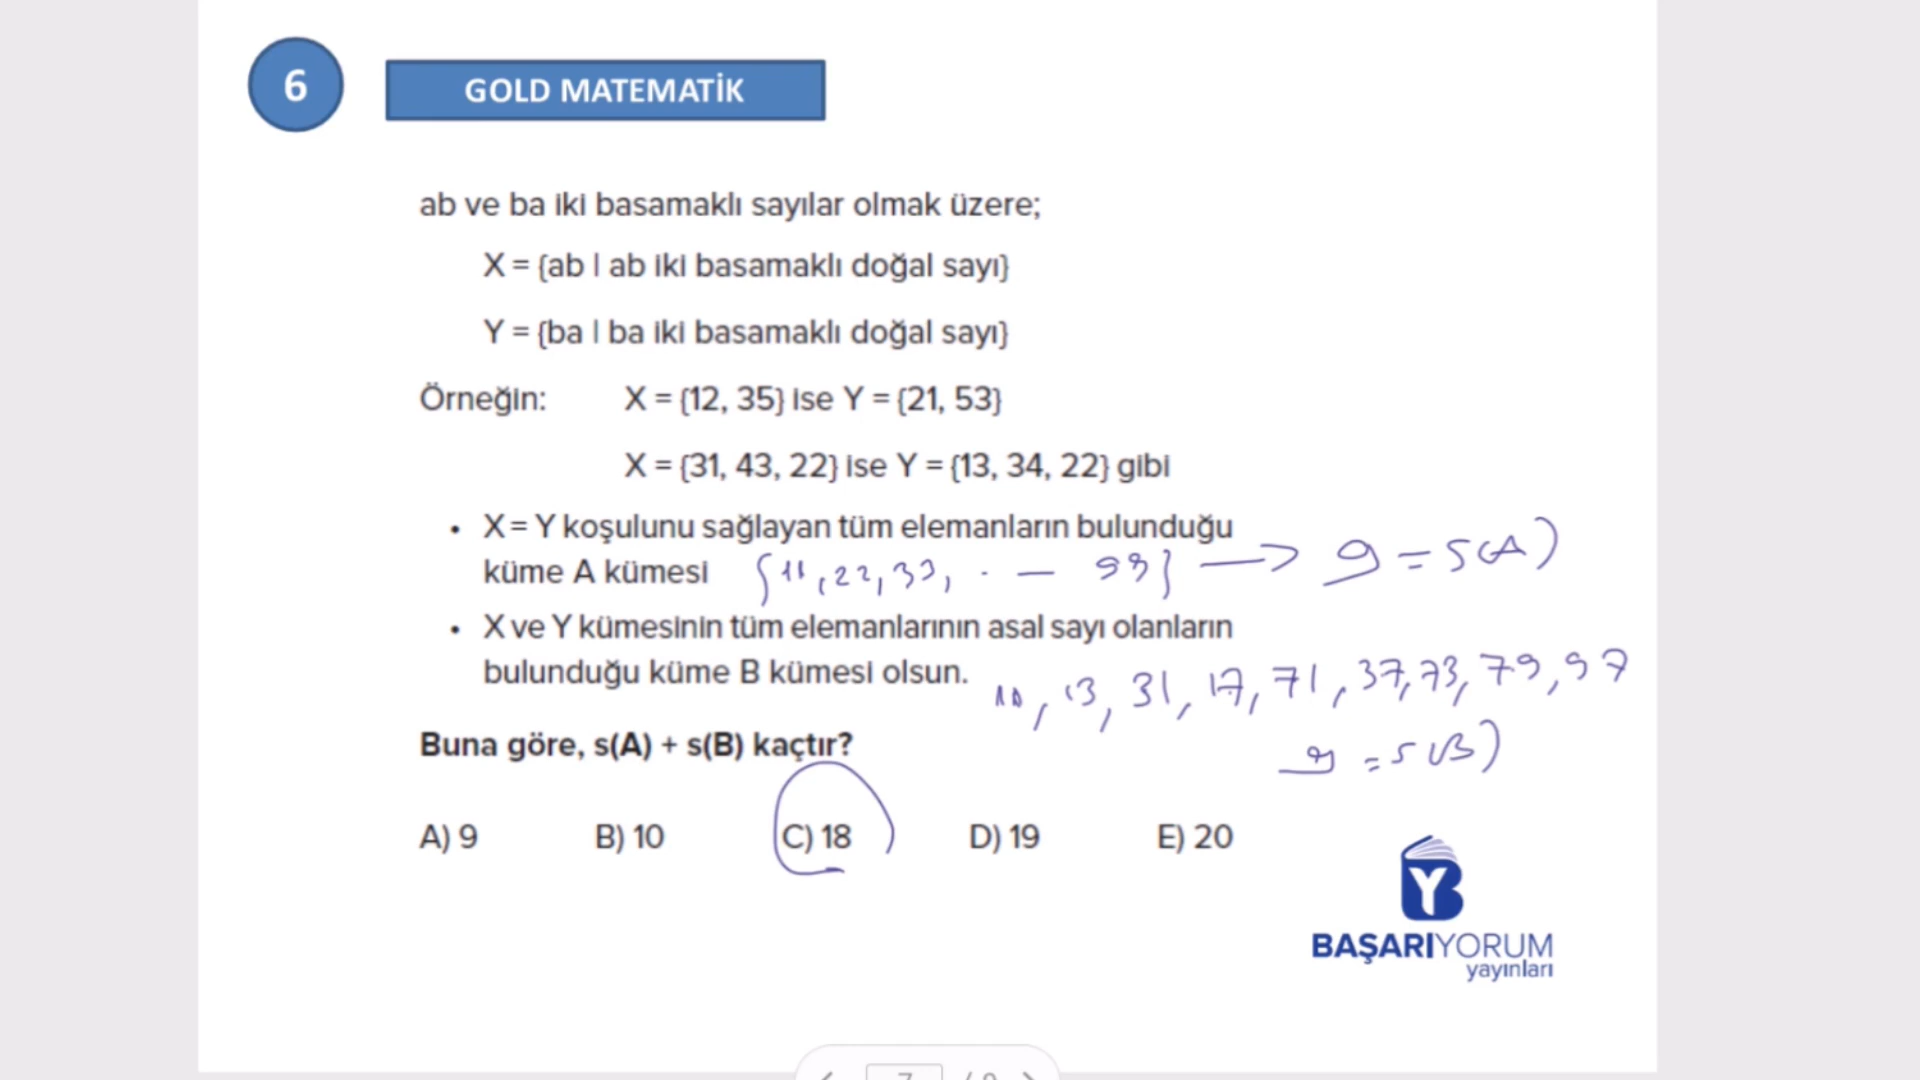 6
GOLD MATEMATİK
ab ve ba iki basamaklı sayılar olmak üzere;
X = {ab | ab iki basamaklı doğal sayı}
Y = {ba | ba iki basamaklı doğal sayı}
Örneğin: X = {12, 35} ise Y = {21, 53}
X = {31, 43, 22} ise Y = {13, 34, 22} gibi
• X = Y koşulunu sağlayan tüm elemanların bulunduğu
küme A kümesi {11, 22, 33, . — 99} → 9 = s(A)
• X ve Y kümesinin tüm elemanlarının asal sayı olanların
bulunduğu küme B kümesi olsun. 11, 13, 31, 17, 71, 37, 73, 79, 97
Buna göre, s(A) + s(B) kaçtır?
9 = s(B)
A) 9 B) 10 C) 18 D) 19 E) 20
BAŞARIYORUM
yayınları